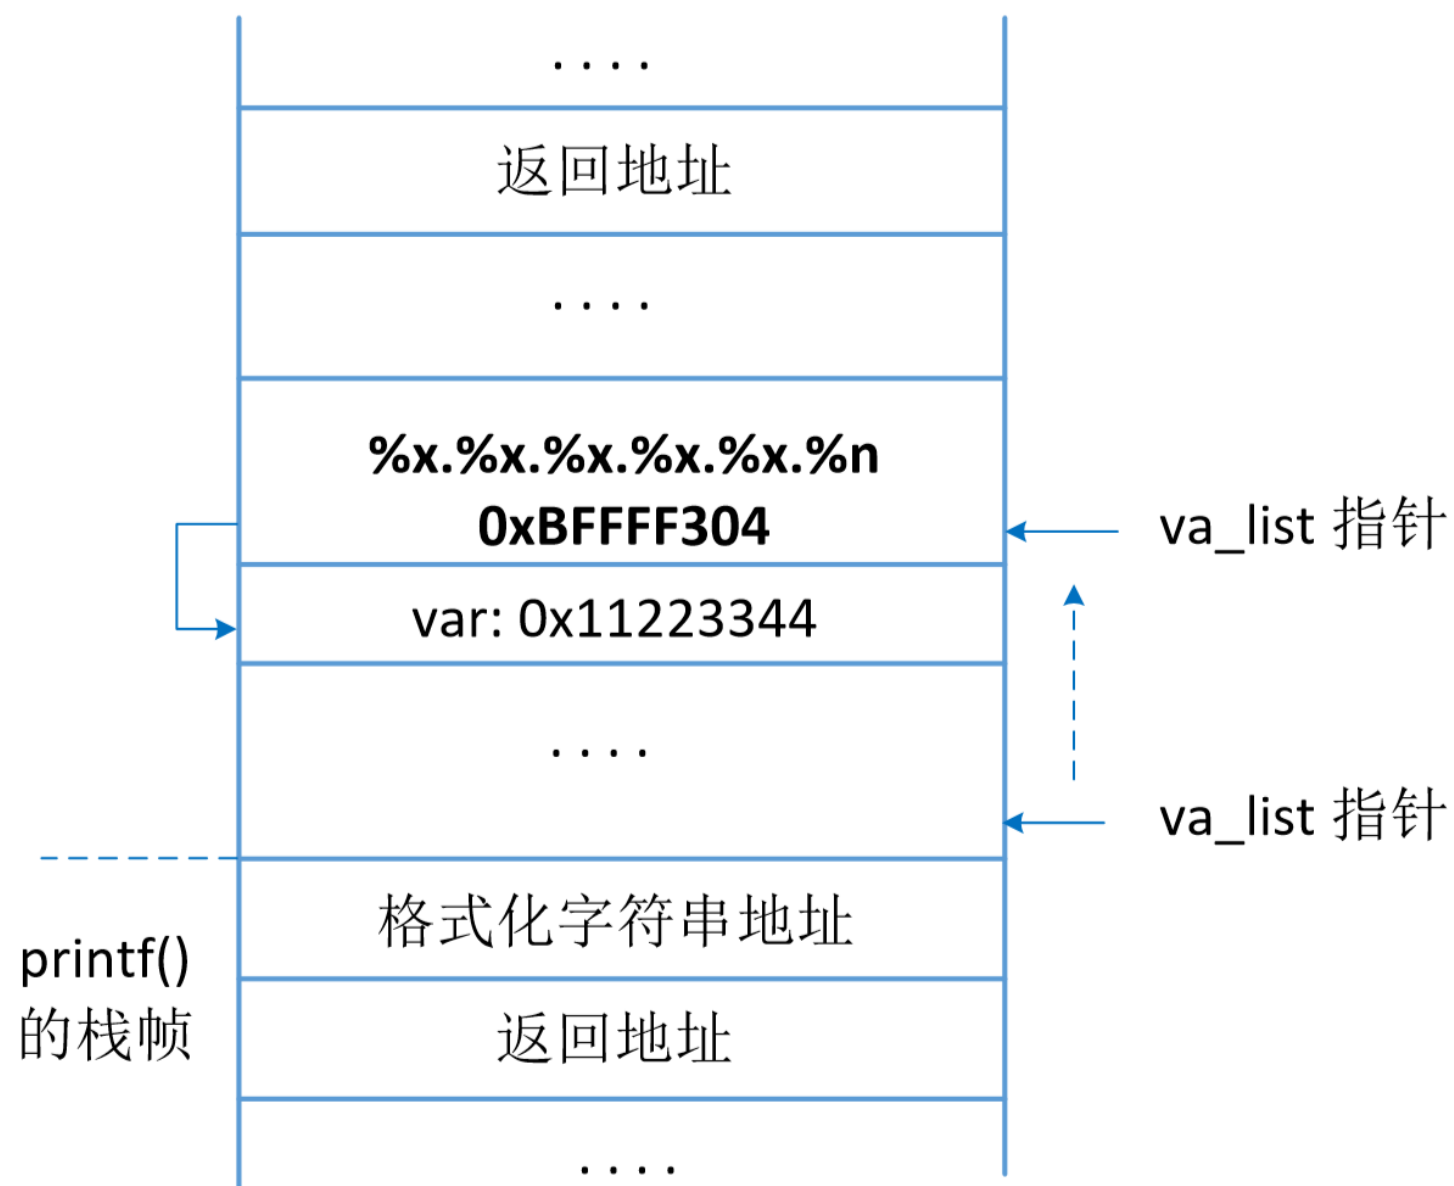 ....
返回地址
....
%x.%x.%x.%x.%x.%n
0xBFFFF304
va_list 指针
var: 0x11223344
....
va_list 指针
格式化字符串地址
printf()
的栈帧
返回地址
....